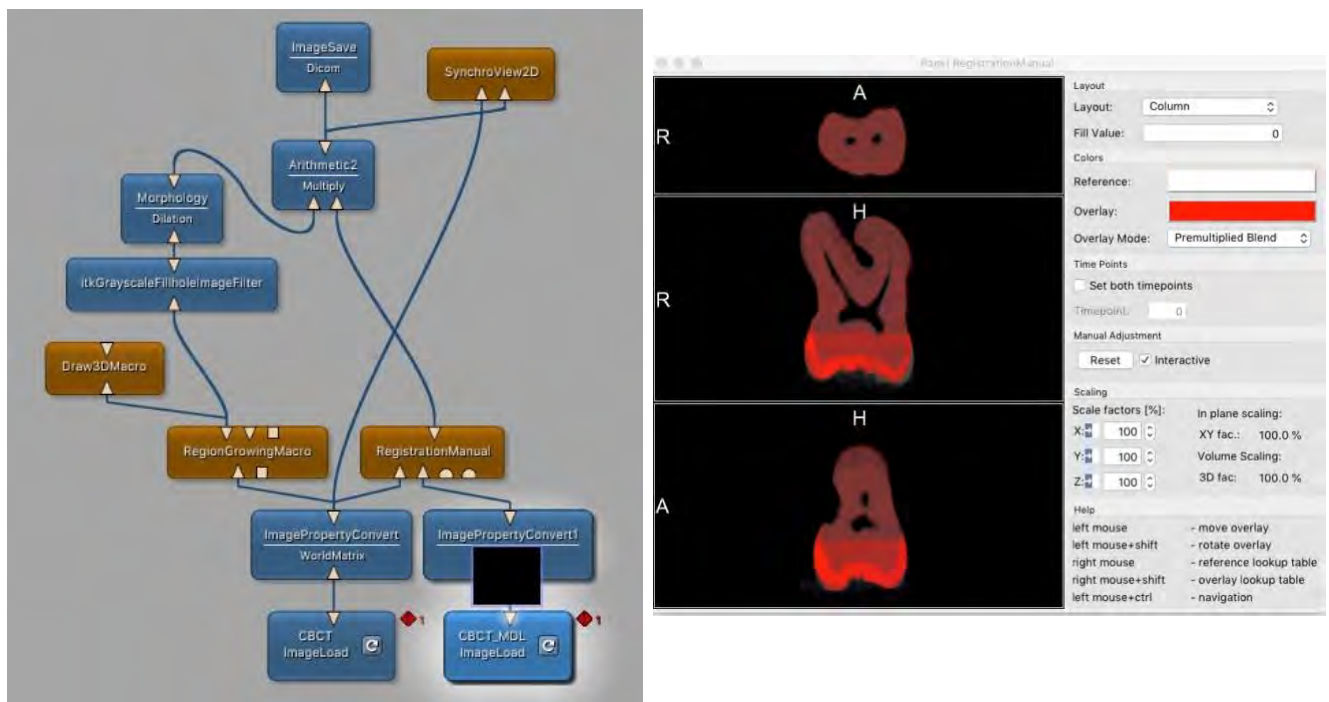 ImageSave
Dicom
SynchroView2D
Arithmetic2
Multiply
Morphology
Dilation
itkGrayscaleFillholeImageFilter
Draw3DMacro
RegionGrowingMacro
RegistrationManual
ImagePropertyConvert
WorldMatrix
ImagePropertyConvert1
CBCT
ImageLoad
1
CBCT_MDL
ImageLoad
1
Panel RegistrationManual
A
R
H
R
H
A
Layout
Layout: Column
Fill Value: 0
Colors
Reference:
Overlay:
Overlay Mode: Premultiplied Blend
Time Points
Set both timepoints
Timepoint: 0
Manual Adjustment
Reset Interactive
Scaling
Scale factors [%]: In plane scaling:
X: 100 XY fac.: 100.0 %
Y: 100 Volume Scaling:
Z: 100 3D fac: 100.0 %
Help
left mouse - move overlay
left mouse+shift - rotate overlay
right mouse - reference lookup table
right mouse+shift - overlay lookup table
left mouse+ctrl - navigation